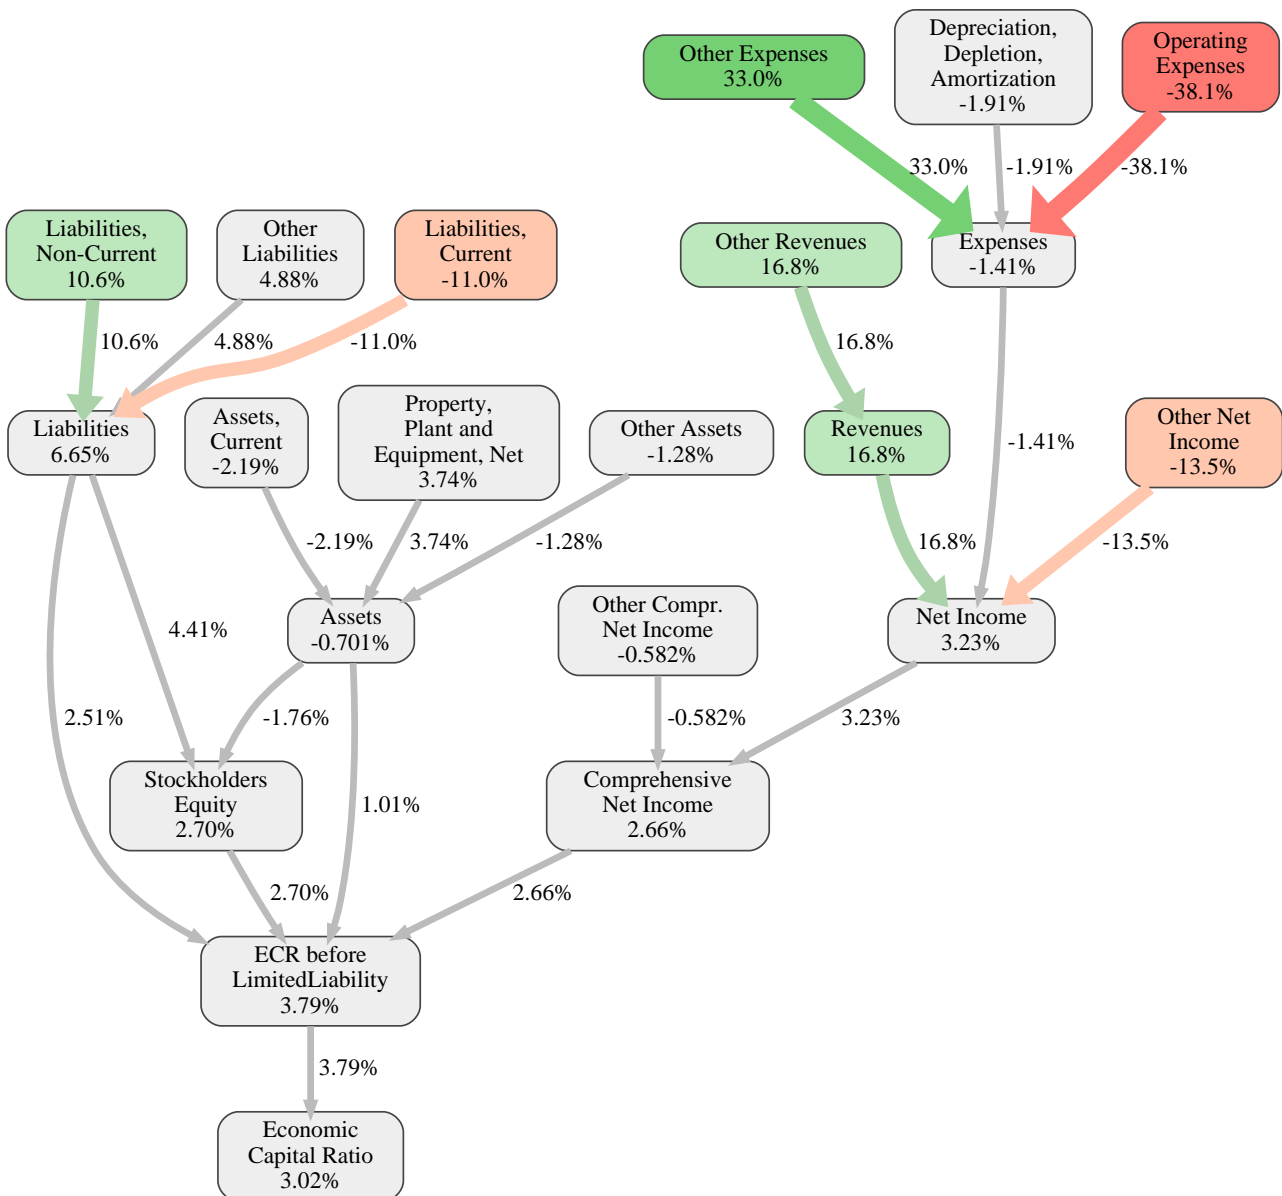 Other Expenses
33.0%
Depreciation,
Depletion,
Amortization
-1.91%
Operating
Expenses
-38.1%
33.0%
-1.91%
-38.1%
Liabilities,
Non-Current
10.6%
Other
Liabilities
4.88%
Liabilities,
Current
-11.0%
Other Revenues
16.8%
Expenses
-1.41%
10.6%
4.88%
-11.0%
16.8%
Liabilities
6.65%
Assets,
Current
-2.19%
Property,
Plant and
Equipment, Net
3.74%
Other Assets
-1.28%
Revenues
16.8%
-1.41%
Other Net
Income
-13.5%
-2.19%
3.74%
-1.28%
16.8%
-13.5%
4.41%
Assets
-0.701%
Other Compr.
Net Income
-0.582%
Net Income
3.23%
2.51%
-1.76%
-0.582%
3.23%
Stockholders
Equity
2.70%
1.01%
Comprehensive
Net Income
2.66%
2.70%
2.66%
ECR before
LimitedLiability
3.79%
3.79%
Economic
Capital Ratio
3.02%